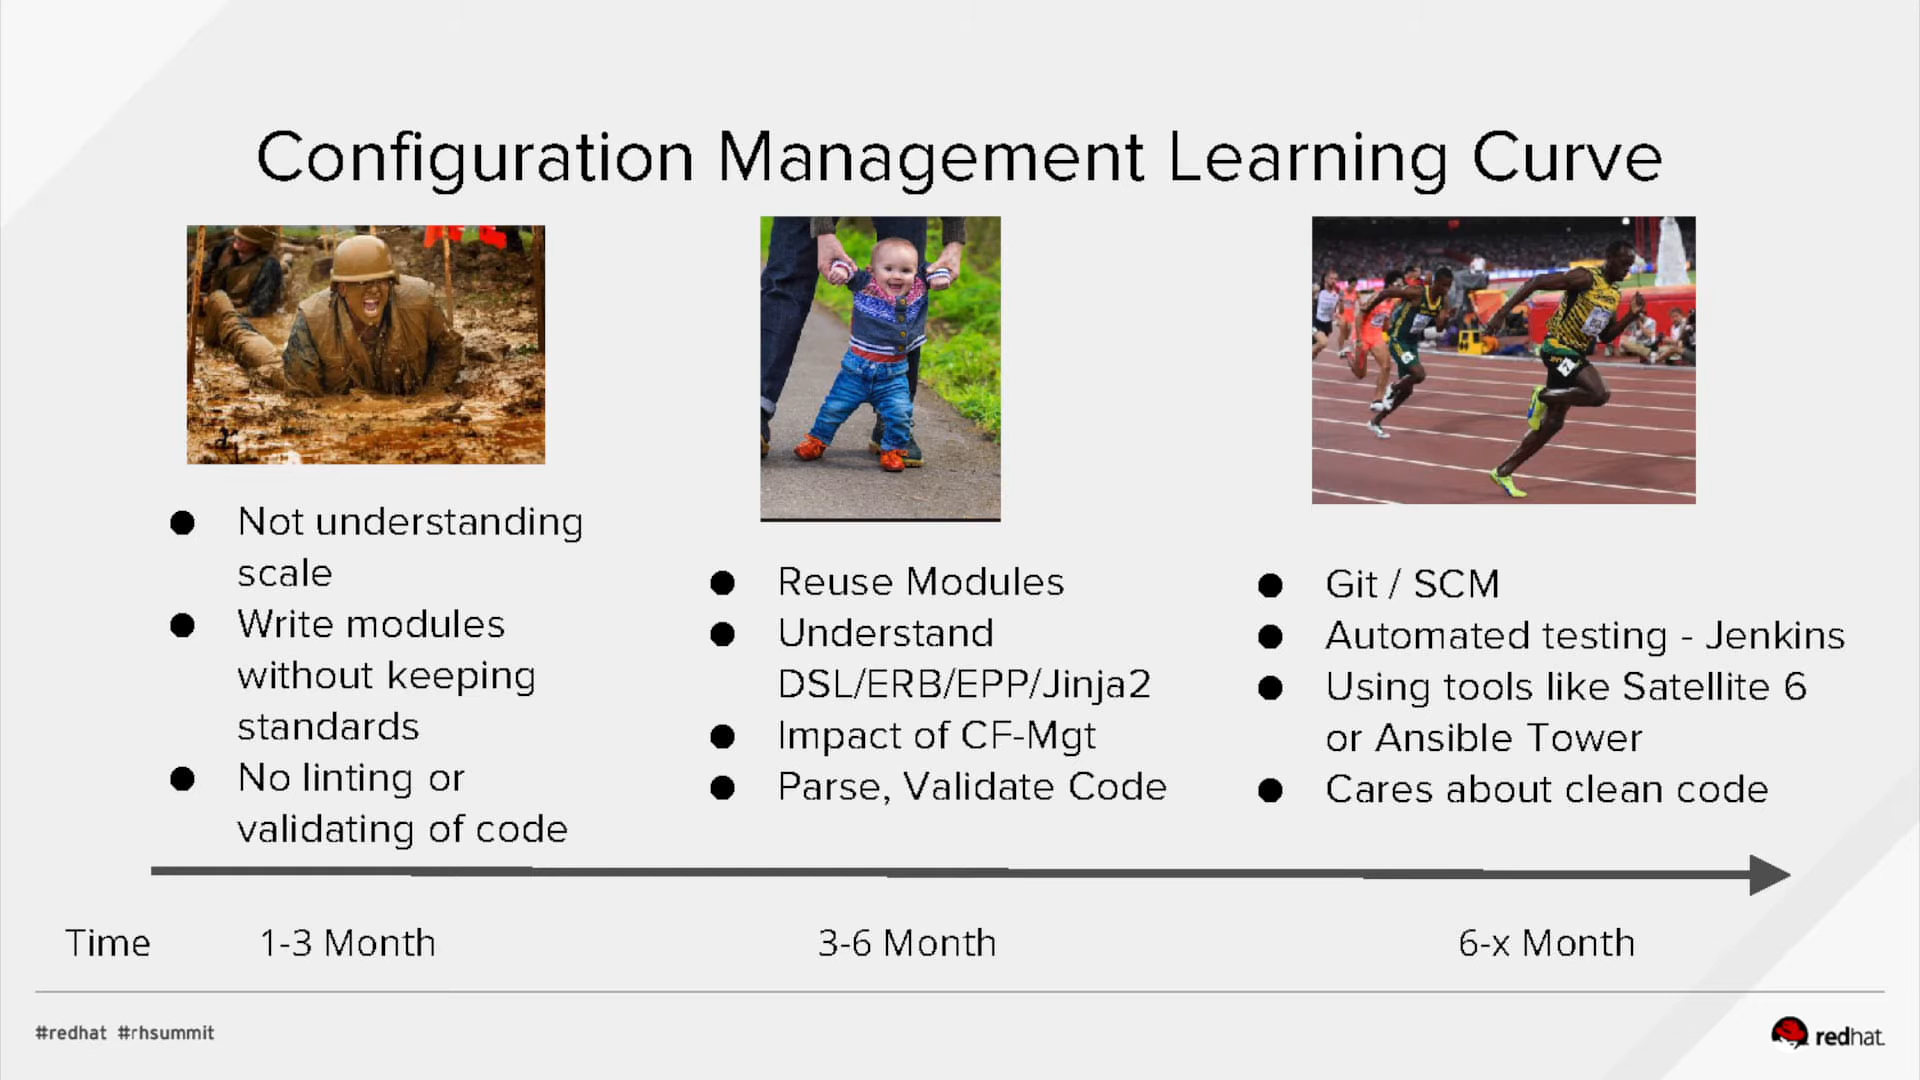 Configuration Management Learning Curve
● Not understanding
scale
● Write modules
without keeping
standards
● No linting or
validating of code
● Reuse Modules
● Understand
DSL/ERB/EPP/Jinja2
● Impact of CF-Mgt
● Parse, Validate Code
● Git / SCM
● Automated testing - Jenkins
● Using tools like Satellite 6
or Ansible Tower
● Cares about clean code
Time 1-3 Month 3-6 Month 6-x Month
#redhat #rhsummit
redhat.